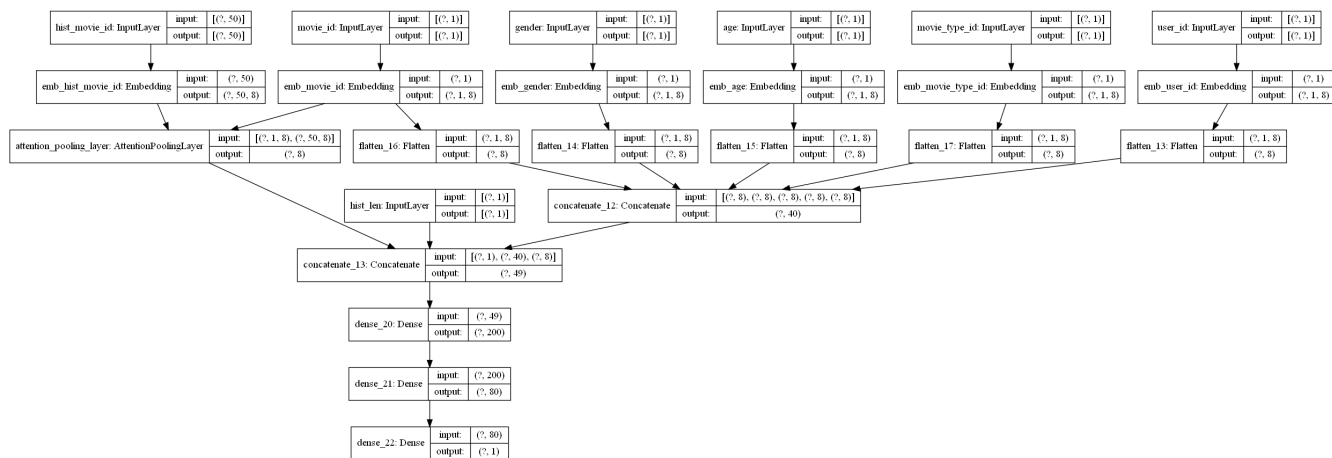 hist_movie_id: InputLayer
input: [(?, 50)]
output: [(?, 50)]
movie_id: InputLayer
input: [(?, 1)]
output: [(?, 1)]
gender: InputLayer
input: [(?, 1)]
output: [(?, 1)]
age: InputLayer
input: [(?, 1)]
output: [(?, 1)]
movie_type_id: InputLayer
input: [(?, 1)]
output: [(?, 1)]
user_id: InputLayer
input: [(?, 1)]
output: [(?, 1)]
emb_hist_movie_id: Embedding
input: (?, 50)
output: (?, 50, 8)
emb_movie_id: Embedding
input: (?, 1)
output: (?, 1, 8)
emb_gender: Embedding
input: (?, 1)
output: (?, 1, 8)
emb_age: Embedding
input: (?, 1)
output: (?, 1, 8)
emb_movie_type_id: Embedding
input: (?, 1)
output: (?, 1, 8)
emb_user_id: Embedding
input: (?, 1)
output: (?, 1, 8)
attention_pooling_layer: AttentionPoolingLayer
input: [(?, 1, 8), (?, 50, 8)]
output: (?, 8)
flatten_16: Flatten
input: (?, 1, 8)
output: (?, 8)
flatten_14: Flatten
input: (?, 1, 8)
output: (?, 8)
flatten_15: Flatten
input: (?, 1, 8)
output: (?, 8)
flatten_17: Flatten
input: (?, 1, 8)
output: (?, 8)
flatten_13: Flatten
input: (?, 1, 8)
output: (?, 8)
hist_len: InputLayer
input: [(?, 1)]
output: [(?, 1)]
concatenate_12: Concatenate
input: [(?, 8), (?, 8), (?, 8), (?, 8), (?, 8)]
output: (?, 40)
concatenate_13: Concatenate
input: [(?, 1), (?, 40), (?, 8)]
output: (?, 49)
dense_20: Dense
input: (?, 49)
output: (?, 200)
dense_21: Dense
input: (?, 200)
output: (?, 80)
dense_22: Dense
input: (?, 80)
output: (?, 1)